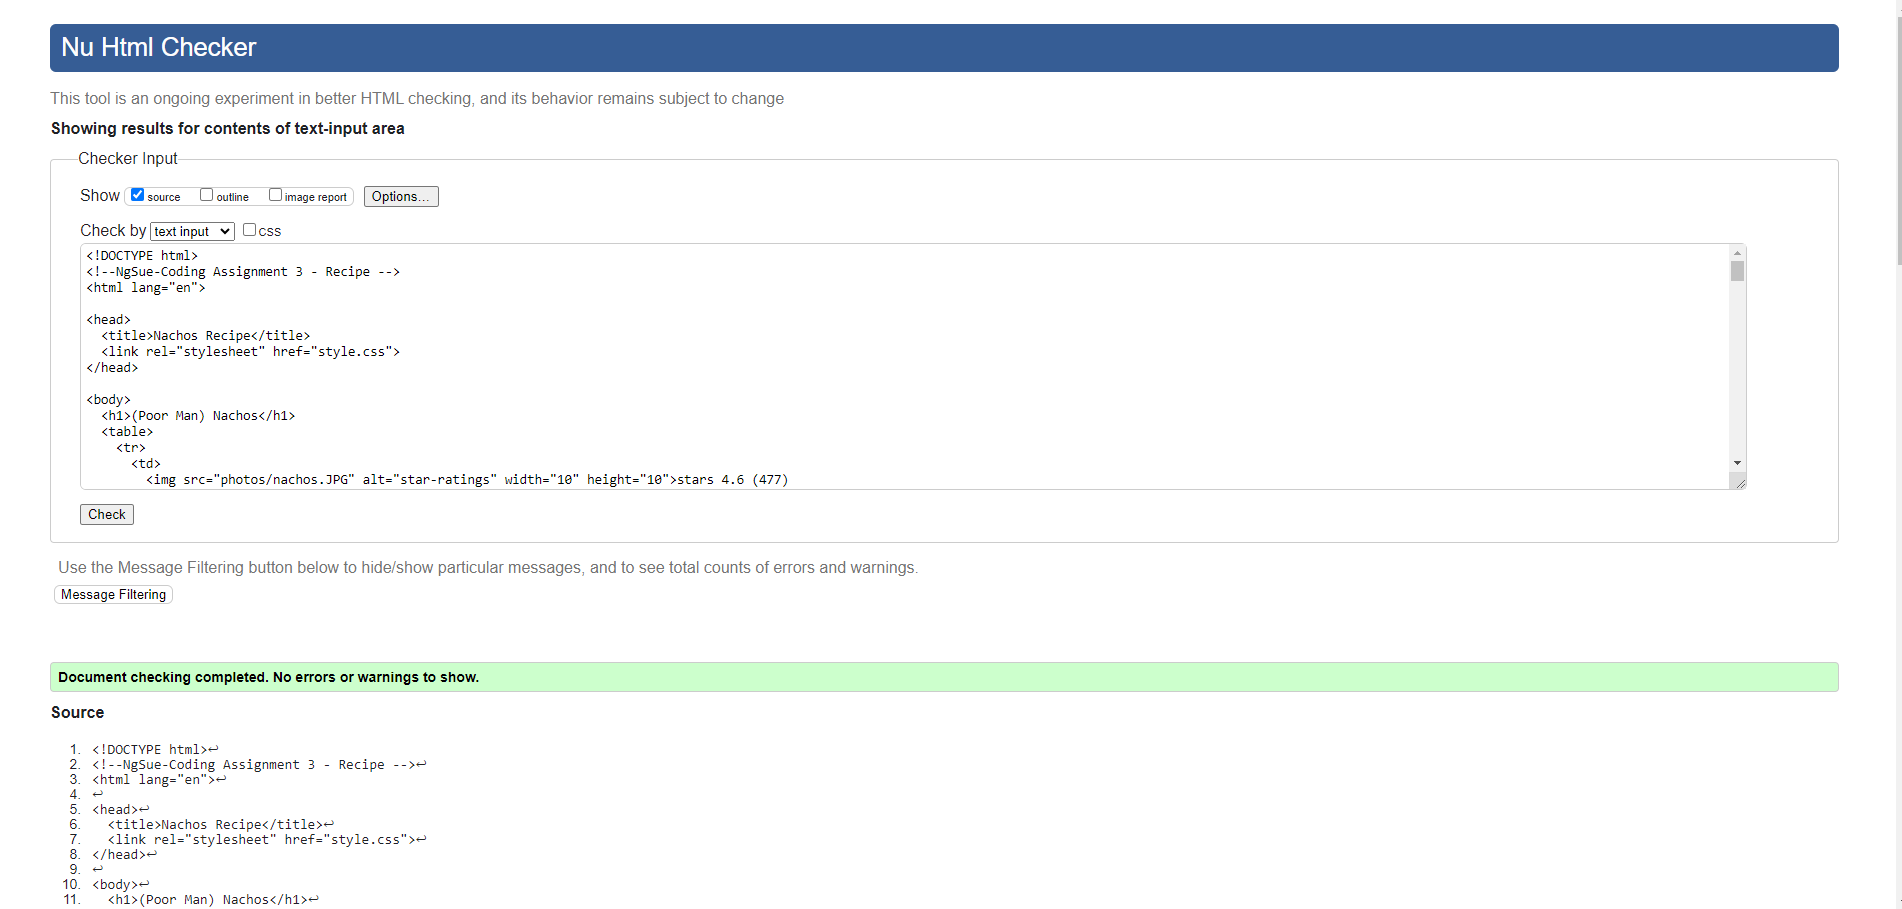 Nu Html Checker
This tool is an ongoing experiment in better HTML checking, and its behavior remains subject to change
Showing results for contents of text-input area
Checker Input
Show source outline image report Options...
Check by text input css
<!DOCTYPE html>
<!--NgSue-Coding Assignment 3 - Recipe -->
<html lang="en">
<head>
<title>Nachos Recipe</title>
<link rel="stylesheet" href="style.css">
</head>
<body>
<h1>(Poor Man) Nachos</h1>
<table>
<tr>
<td>
<img src="photos/nachos.JPG" alt="star-ratings" width="10" height="10">stars 4.6 (477)
Check
Use the Message Filtering button below to hide/show particular messages, and to see total counts of errors and warnings.
Message Filtering
Document checking completed. No errors or warnings to show.
Source
1. <!DOCTYPE html>↩
2. <!--NgSue-Coding Assignment 3 - Recipe -->↩
3. <html lang="en">↩
4. ↩
5. <head>↩
6. <title>Nachos Recipe</title>↩
7. <link rel="stylesheet" href="style.css">↩
8. </head>↩
9. ↩
10. <body>↩
11. <h1>(Poor Man) Nachos</h1>↩